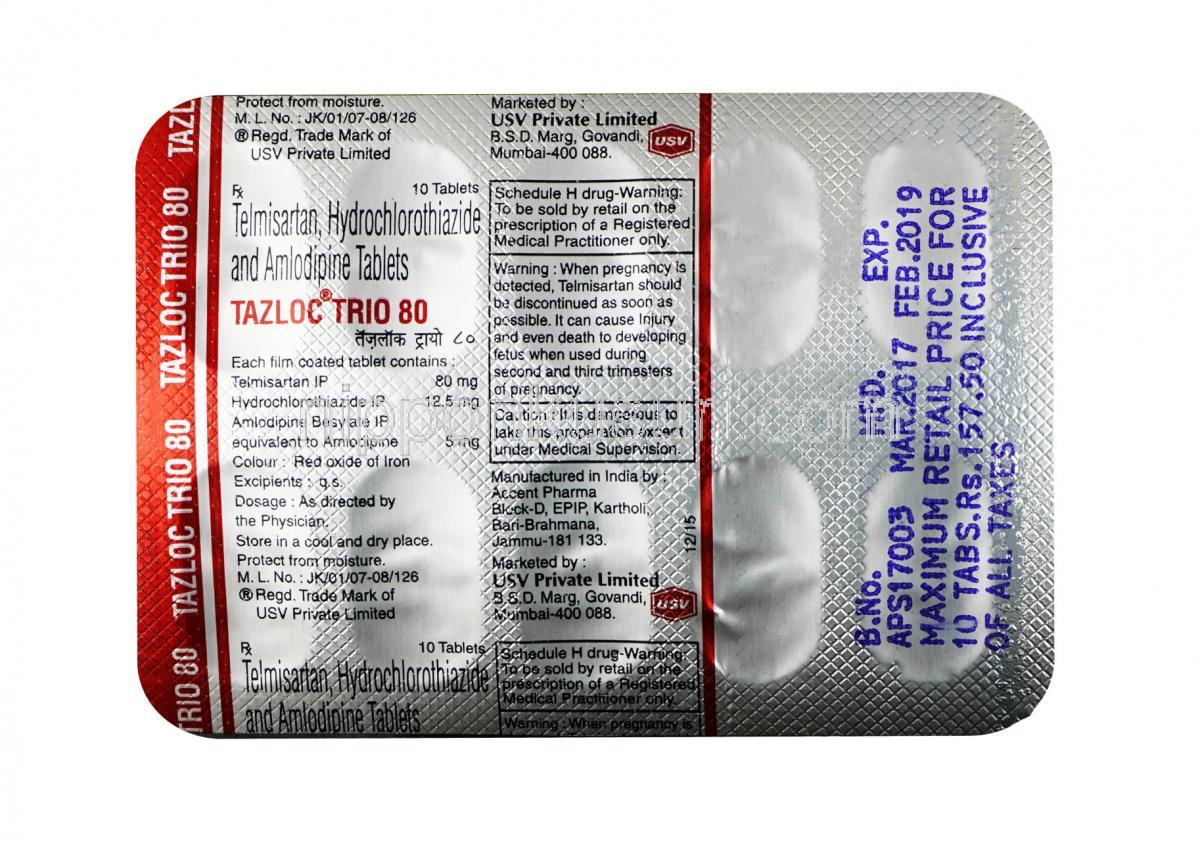 TAZL
TAZLOC TRIO 80
TAZLOC TRIO 80
TAZLOC TRIO 80
TRIO 80
Protect from moisture.
M. L. No. : JK/01/07-08/126
® Regd. Trade Mark of
USV Private Limited
Rx 10 Tablets
Telmisartan, Hydrochlorothiazide
and Amlodipine Tablets
TAZLOC® TRIO 80
तॅज़लॉक ट्रायो ८०
Each film coated tablet contains :
Telmisartan IP 80 mg
Hydrochlorothiazide IP 12.5 mg
Amlodipine Besylate IP
equivalent to Amlodipine 5 mg
Colour : Red oxide of Iron
Excipients : q.s.
Dosage : As directed by
the Physician.
Store in a cool and dry place.
Protect from moisture.
M. L. No. : JK/01/07-08/126
® Regd. Trade Mark of
USV Private Limited
Rx 10 Tablets
Telmisartan, Hydrochlorothiazide
and Amlodipine Tablets
Marketed by :
USV Private Limited
B.S.D. Marg, Govandi,
Mumbai-400 088.
USV
Schedule H drug-Warning:
To be sold by retail on the
prescription of a Registered
Medical Practitioner only.
Warning : When pregnancy is
detected, Telmisartan should
be discontinued as soon as
possible. It can cause Injury
and even death to developing
fetus when used during
second and third trimesters
of pregnancy.
Caution : It is dangerous to
take this preparation except
under Medical Supervision.
Manufactured in India by :
Accent Pharma
Block-D, EPIP, Kartholi,
Bari-Brahmana,
Jammu-181 133.
12/15
Marketed by :
USV Private Limited
B.S.D. Marg, Govandi,
Mumbai-400 088.
USV
Schedule H drug-Warning:
To be sold by retail on the
prescription of a Registered
Medical Practitioner only.
Warning : When pregnancy is
B.No. MFD. EXP.
APS17003 MAR.2017 FEB.2019
MAXIMUM RETAIL PRICE FOR
10 TABS.Rs.157.50 INCLUSIVE
OF ALL TAXES